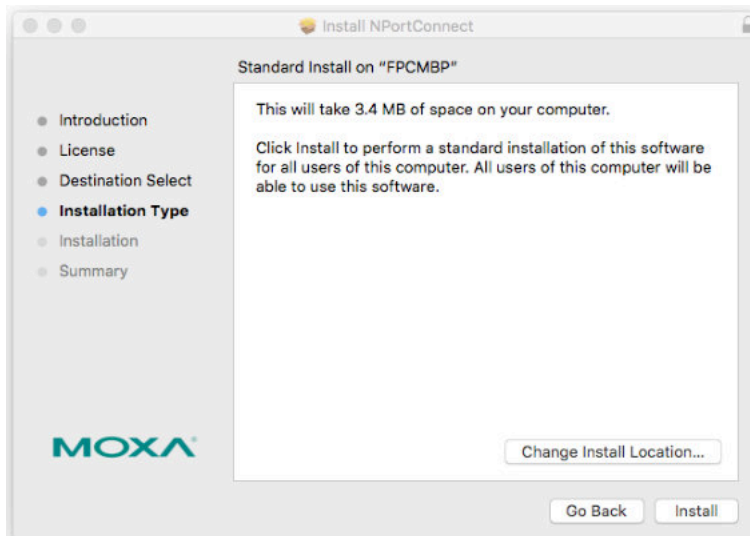 Install NPortConnect
Standard Install on “FPCMBP”
Introduction
License
Destination Select
Installation Type
Installation
Summary
This will take 3.4 MB of space on your computer.
Click Install to perform a standard installation of this software
for all users of this computer. All users of this computer will be
able to use this software.
MOXA
Change Install Location...
Go Back
Install